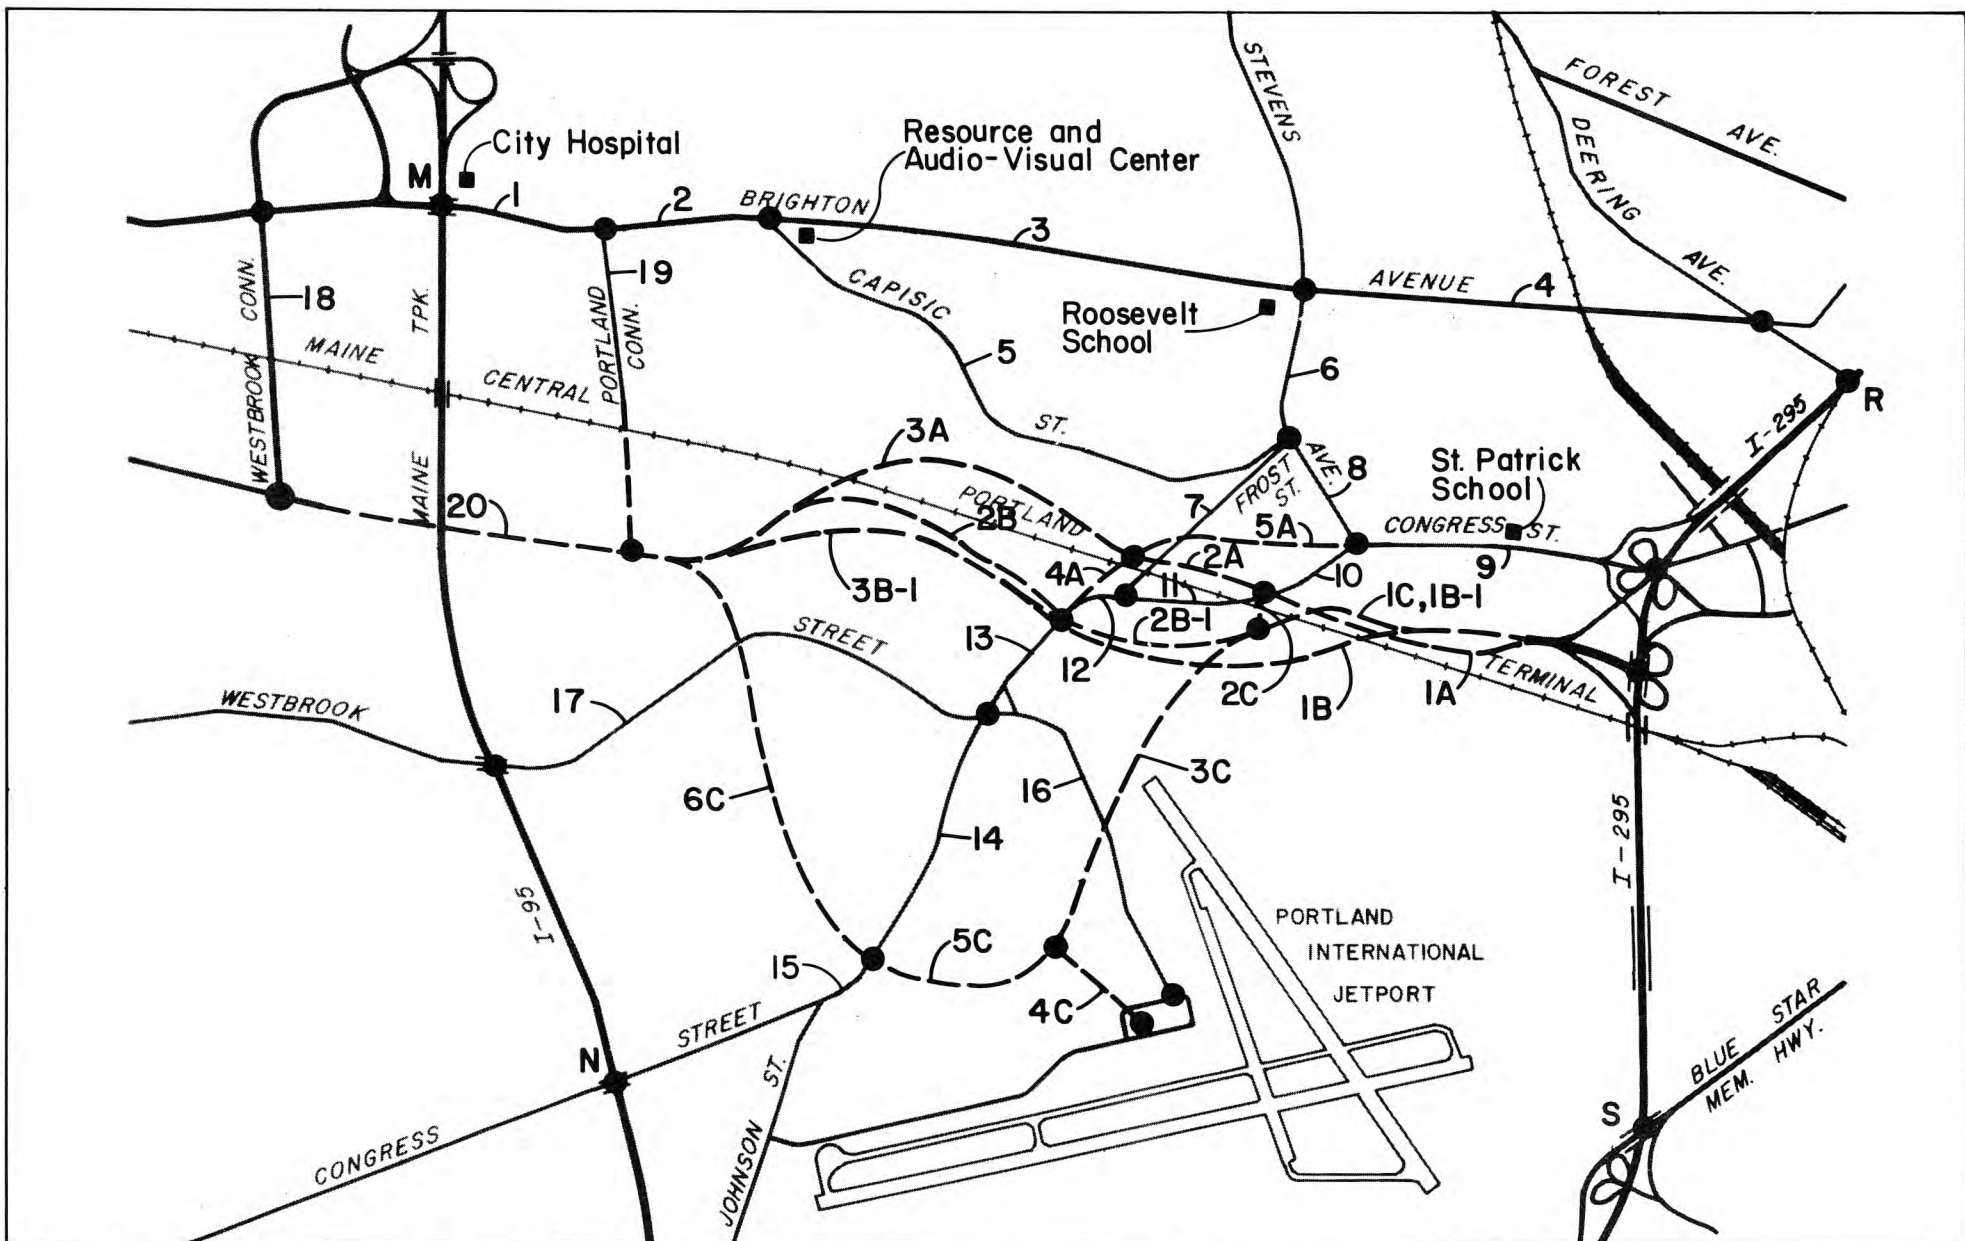 STEVENS
FOREST
AVE.
DEERING
AVE.
City Hospital
Resource and
Audio-Visual Center
M
1
2
BRIGHTON
3
AVENUE
4
18
WESTBROOK CONN.
MAINE TPK.
19
PORTLAND
CONN.
CAPISIC
ST.
5
Roosevelt
School
6
R
I-295
MAINE
CENTRAL
PORTLAND
TERMINAL
3A
2B
3B-1
20
7
FROST
ST.
AVE.
8
St. Patrick
School
CONGRESS
ST.
5A
9
4A
2A
10
11
2B-1
1C,1B-1
12
13
2C
1B
1A
STREET
WESTBROOK
17
6C
16
3C
14
I-295
I-95
15
5C
4C
PORTLAND
INTERNATIONAL
JETPORT
N
STREET
CONGRESS
JOHNSON
ST.
S
BLUE STAR
MEM. HWY.